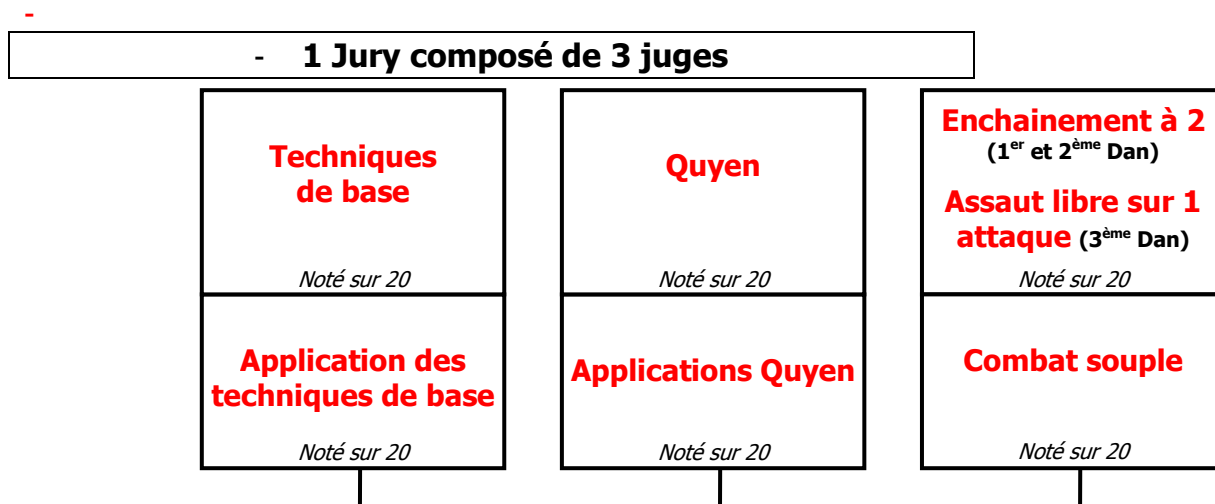 -
- 1 Jury composé de 3 juges
Techniques
de base
Noté sur 20
Application des
techniques de base
Noté sur 20
Quyen
Noté sur 20
Applications Quyen
Noté sur 20
Enchainement à 2
(1er et 2ème Dan)
Assaut libre sur 1
attaque (3ème Dan)
Noté sur 20
Combat souple
Noté sur 20